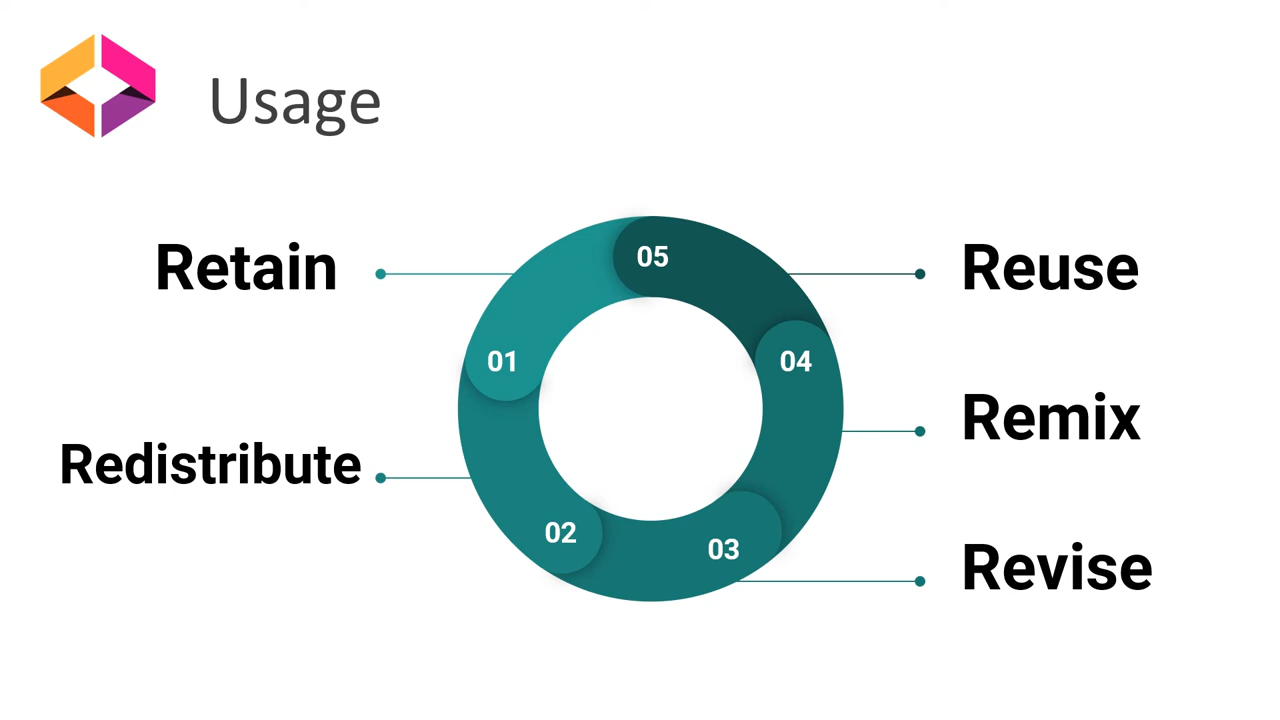 Usage
Retain
01
Redistribute
02
03
Revise
04
Remix
05
Reuse